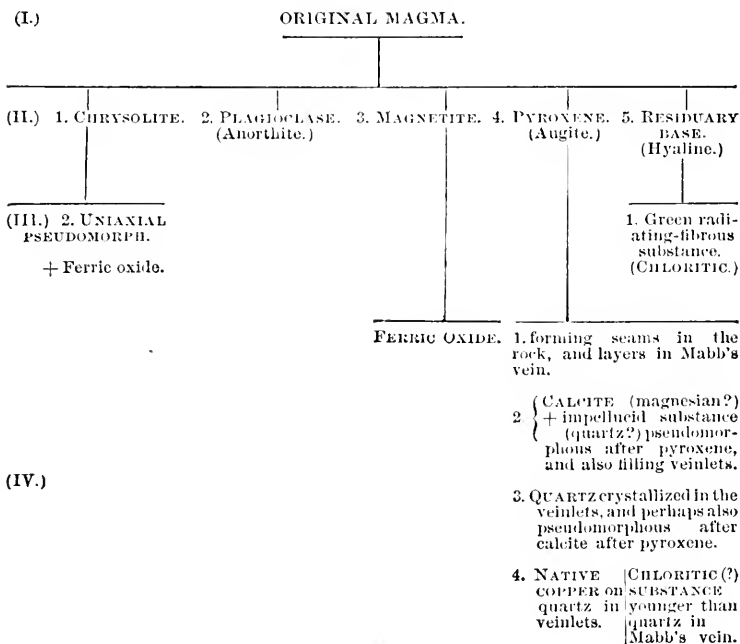 (I.) ORIGINAL MAGMA.
(II.) 1. CHRYSOLITE. 2. PLAGIOCLASE. 3. MAGNETITE. 4. PYROXENE. 5. RESIDUARY
(Anorthite.) (Augite.) BASE.
(Hyaline.)
(III.) 2. UNIAXIAL
PSEUDOMORPH.
+ Ferric oxide.
1. Green radi-
ating-fibrous
substance.
(CHLORITIC.)
FERRIC OXIDE. 1. forming seams in the
rock, and layers in Mabb's
vein.
2 { CALCITE (magnesian?)
+ impellucid substance
(quartz?) pseudomor-
phous after pyroxene,
and also filling veinlets.
(IV.)
3. QUARTZ crystallized in the
veinlets, and perhaps also
pseudomorphous after
calcite after pyroxene.
4. NATIVE
COPPER on
quartz in
veinlets.
CHLORITIC (?)
SUBSTANCE
younger than
quartz in
Mabb's vein.